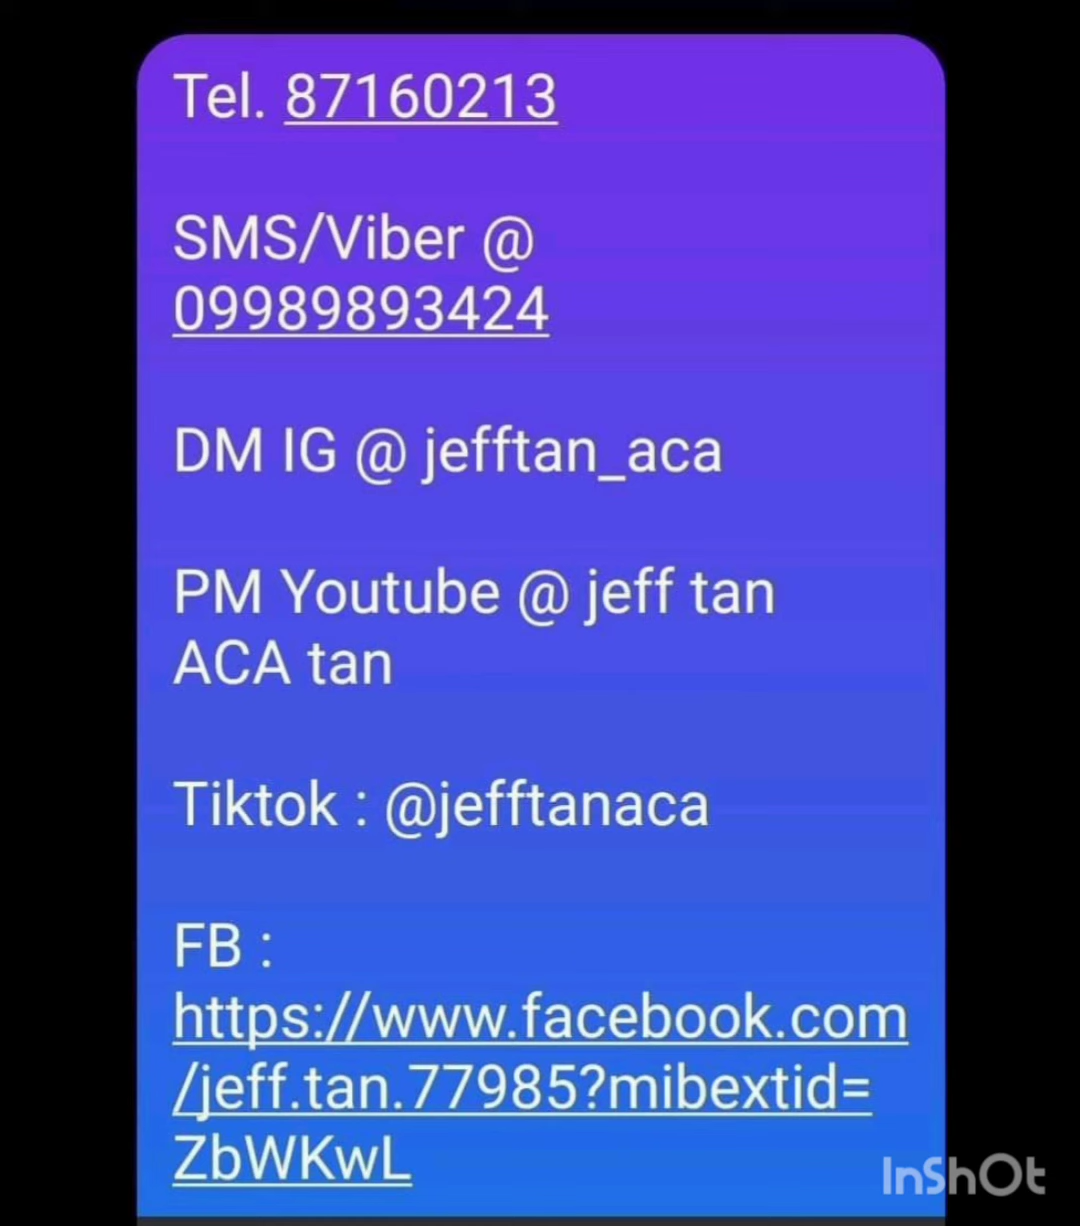 Tel. 87160213
SMS/Viber @
09989893424
DM IG @ jefftan_aca
PM Youtube @ jeff tan
ACA tan
Tiktok : @jefftanaca
FB :
https://www.facebook.com
/jeff.tan.77985?mibextid=
ZbWKwL
InShOt